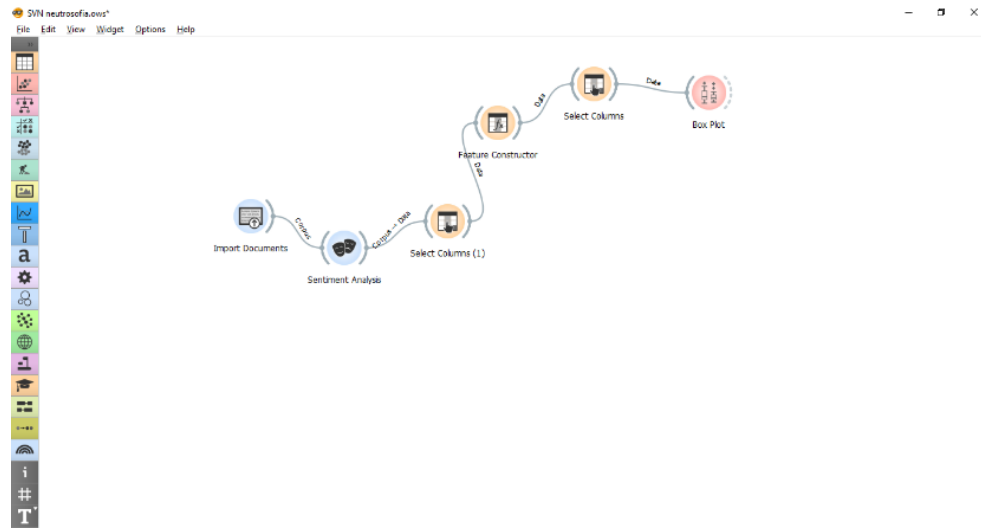 SVN neutrosofia.ows*
File Edit View Widget Options Help
Data
Data
Select Columns
Box Plot
Feature Constructor
Data
Corpus
Corpus → Data
Import Documents
Select Columns (1)
Sentiment Analysis
a
i
#
T